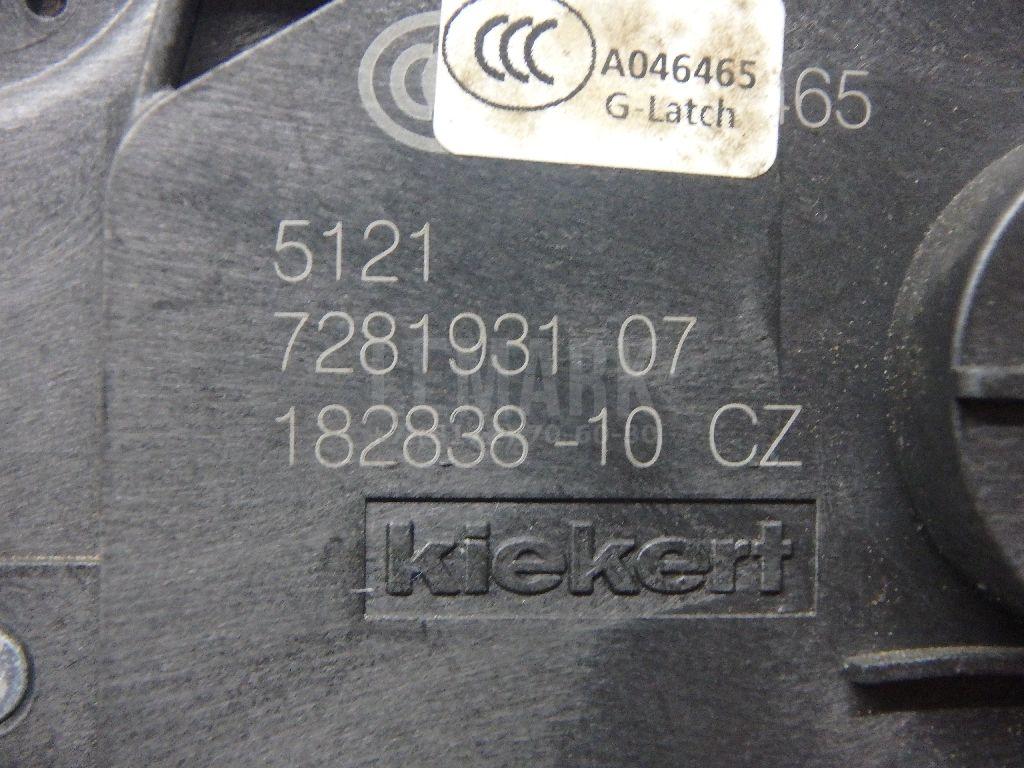 CCC A046465
G-Latch
465
5121
7281931 07
182838-10 CZ
kiekert